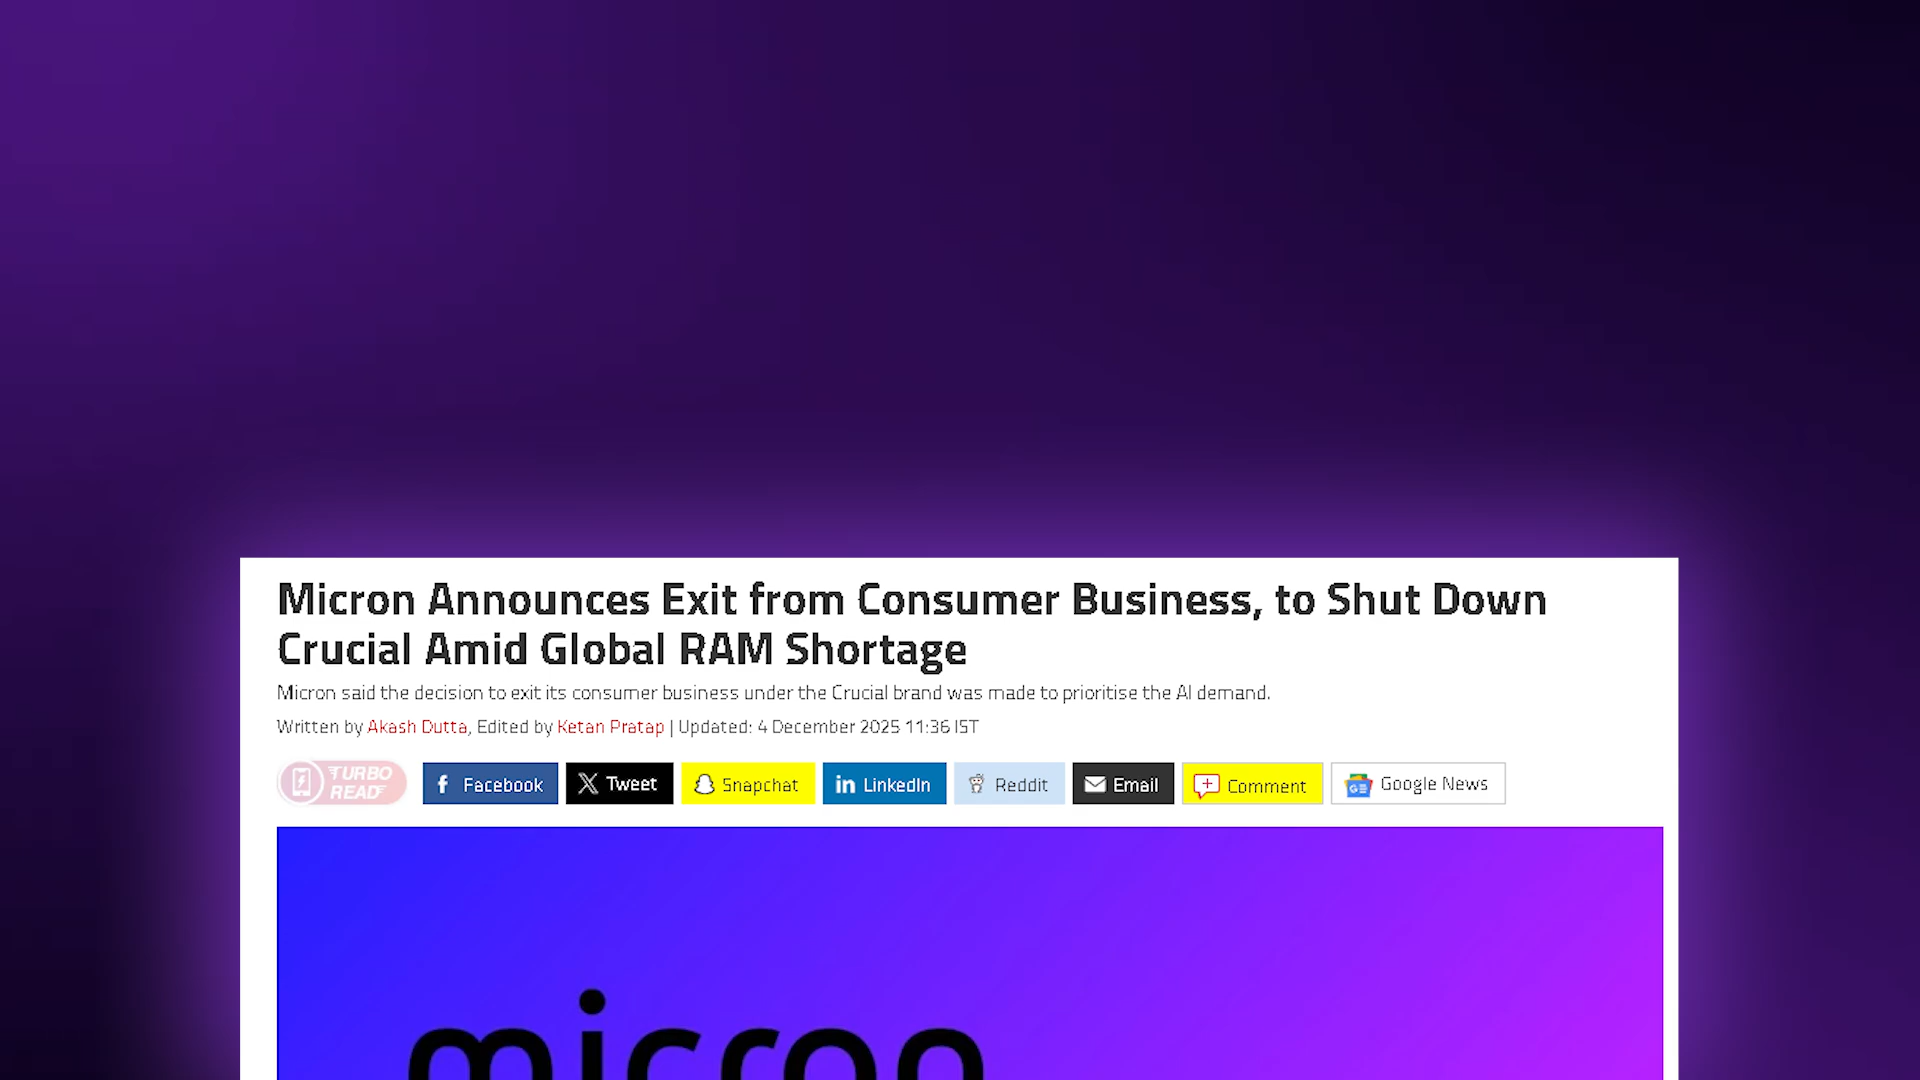 Micron Announces Exit from Consumer Business, to Shut Down
Crucial Amid Global RAM Shortage
Micron said the decision to exit its consumer business under the Crucial brand was made to prioritise the AI demand.
Written by Akash Dutta, Edited by Ketan Pratap | Updated: 4 December 2025 11:36 IST
TURBO
READ
Facebook
Tweet
Snapchat
LinkedIn
Reddit
Email
Comment
Google News
micron